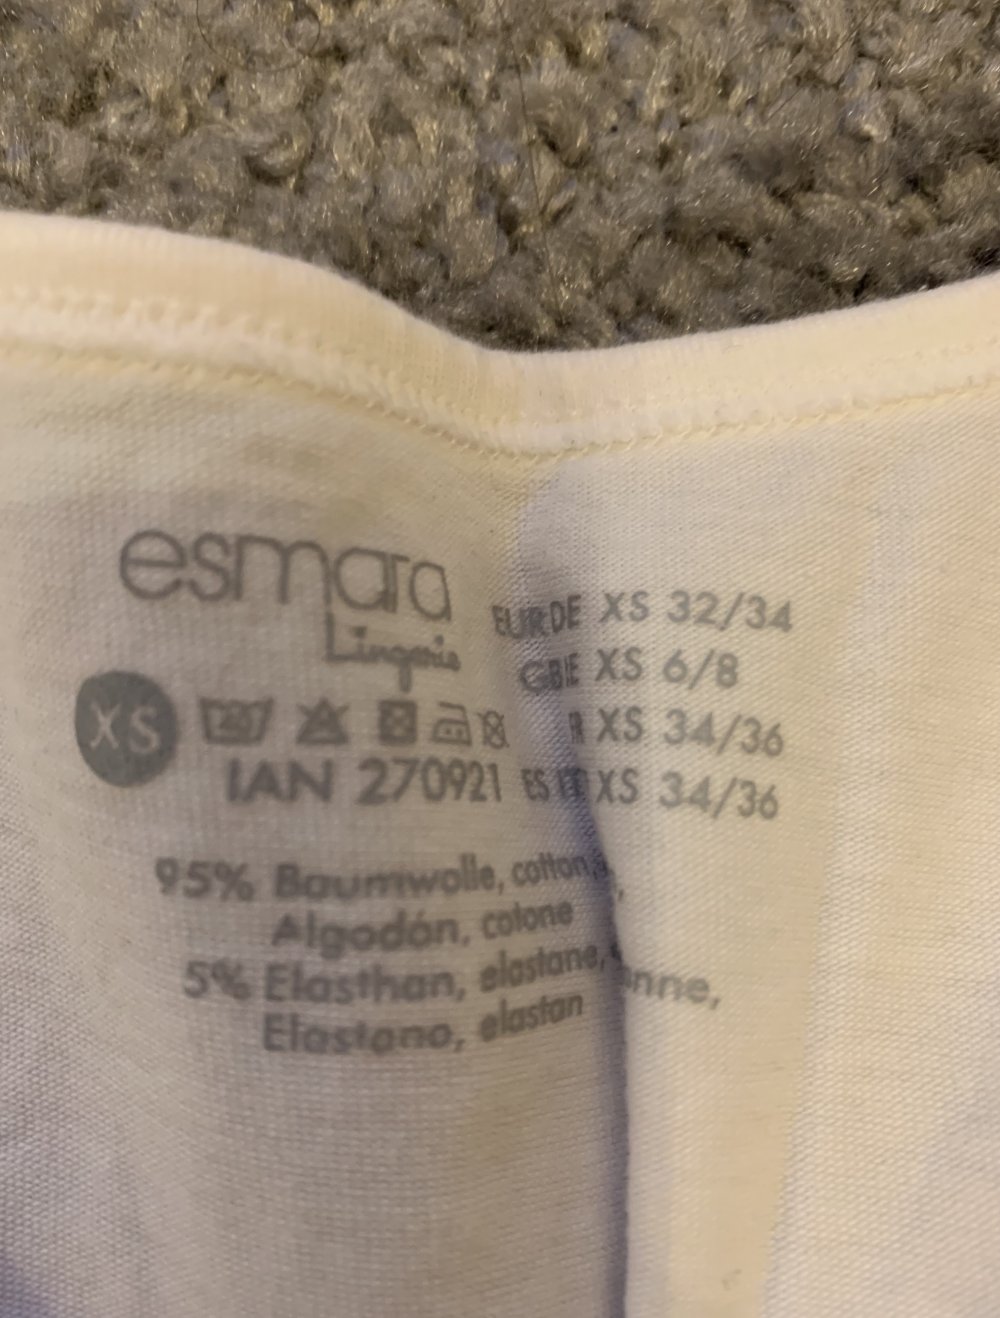 esmara
Lingerie
XS
EUR DE XS 32/34
GB IE XS 6/8
XS 34/36
IAN 270921 ES IT XS 34/36
95% Baumwolle, cotton,
Algodón, cotone
5% Elasthan, elastane,
Elastano, elastan